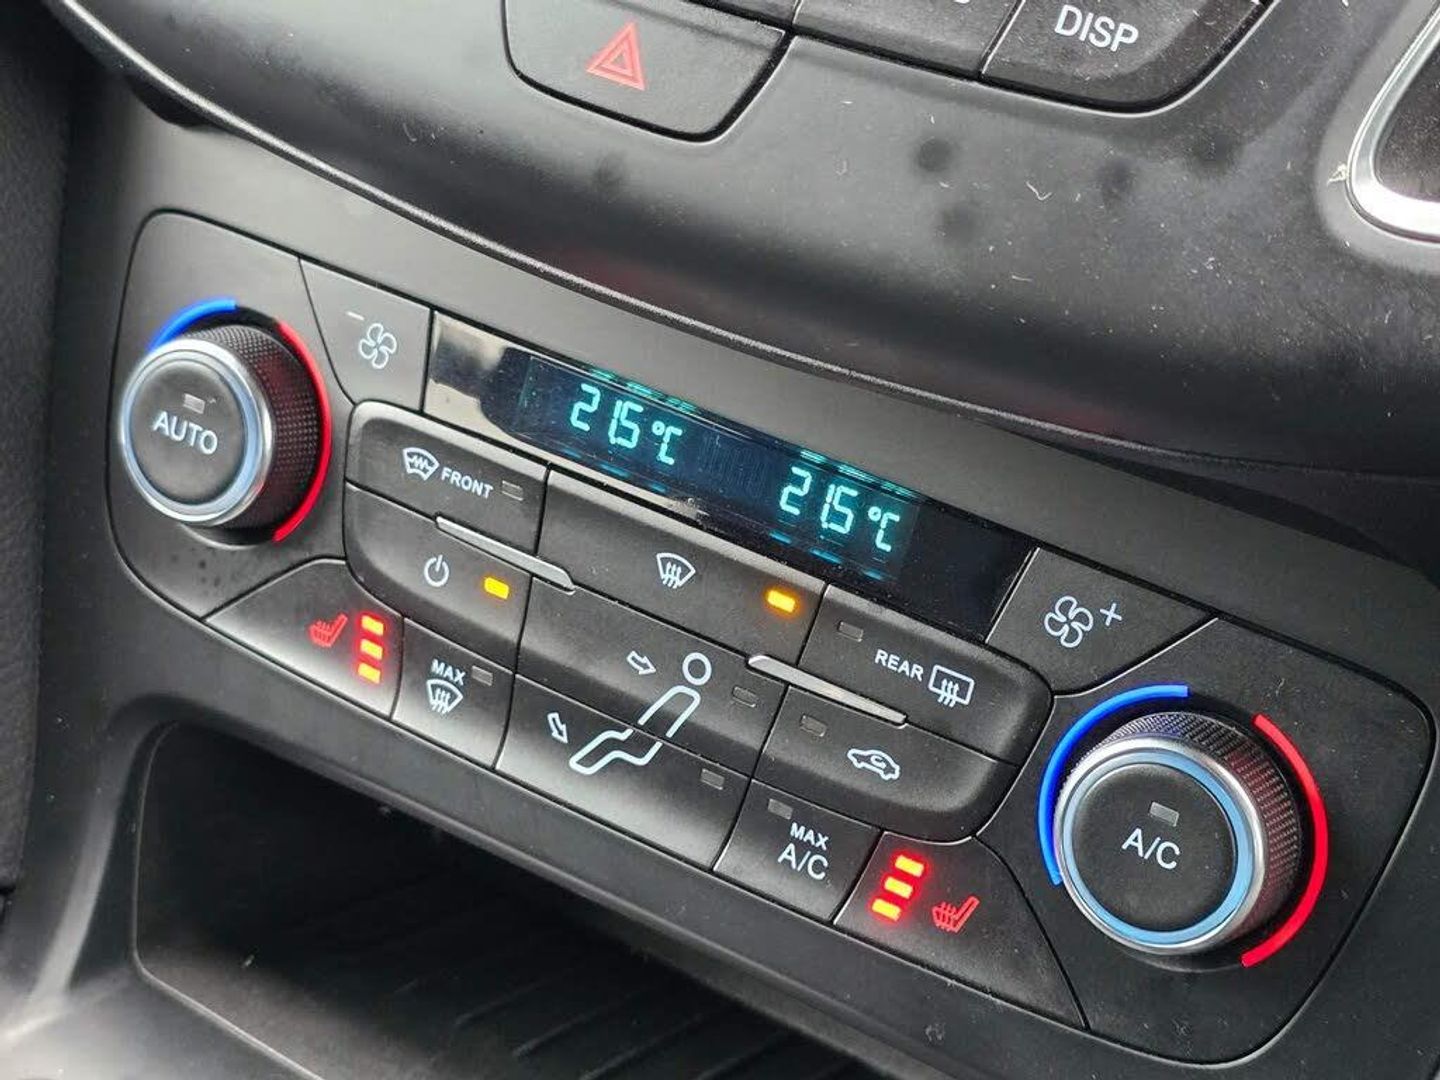 DISP
AUTO
21.5°C
21.5°C
FRONT
REAR
MAX
MAX
A/C
A/C